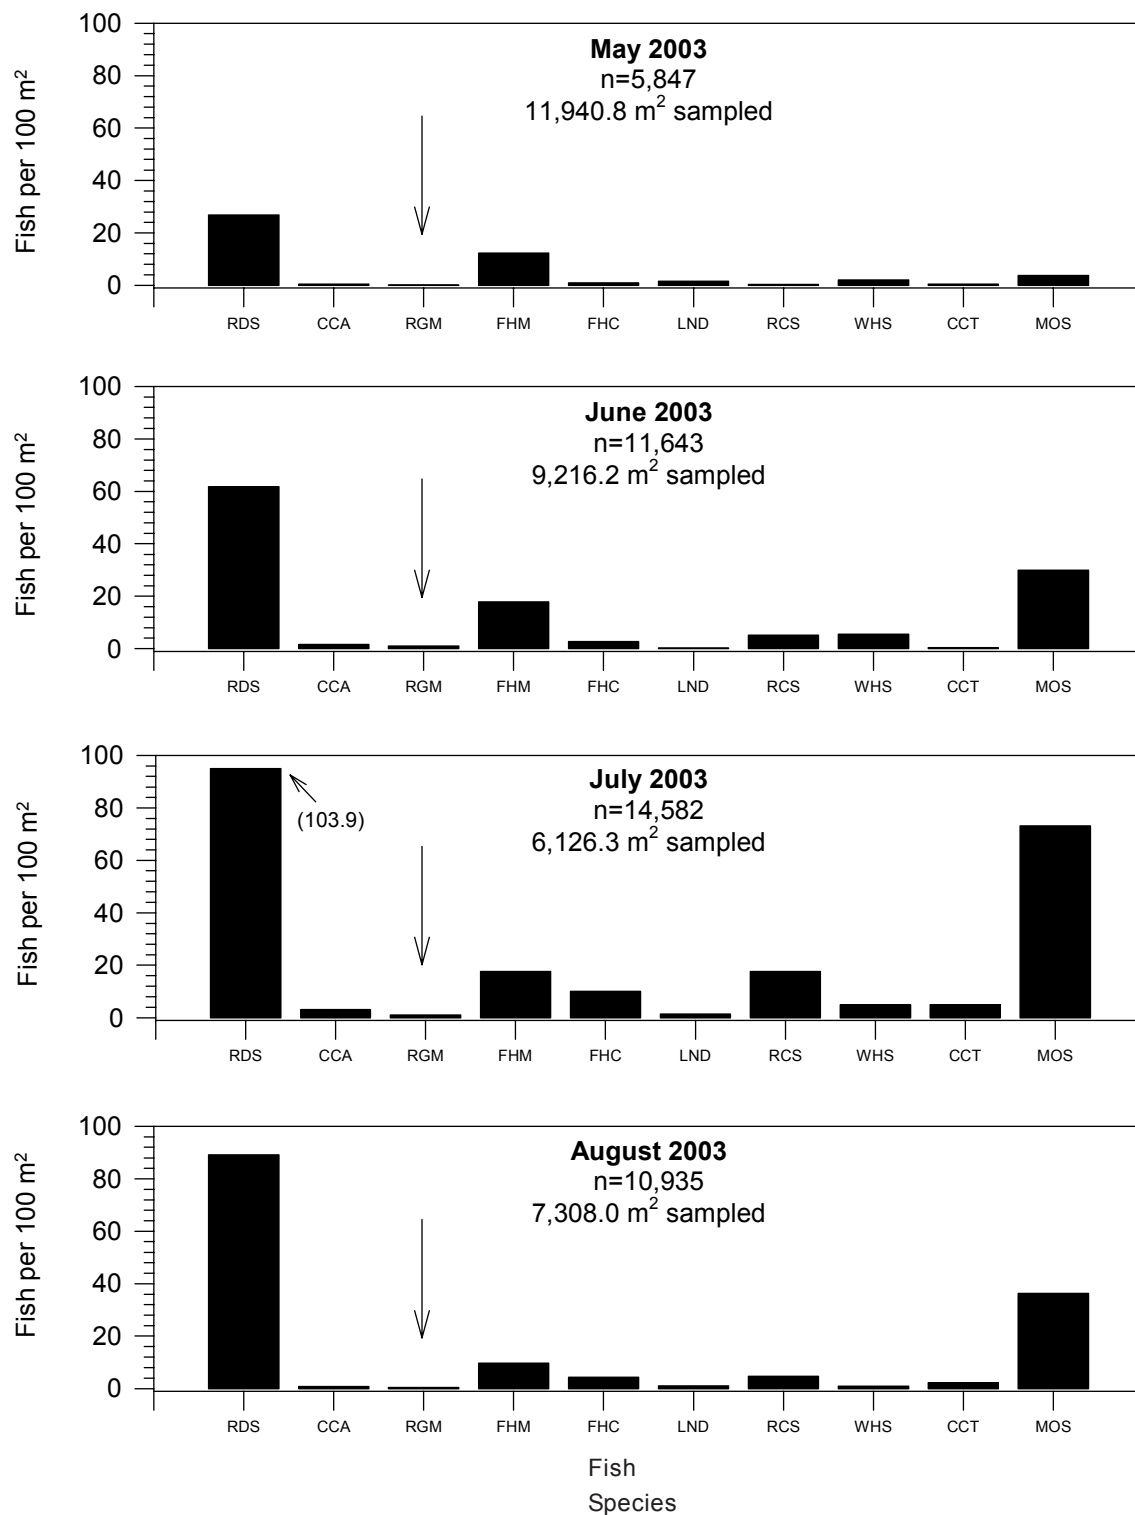 100
80
60
40
20
0
Fish per 100 m²
May 2003
n=5,847
11,940.8 m² sampled
RDS CCA RGM FHM FHC LND RCS WHS CCT MOS
100
80
60
40
20
0
Fish per 100 m²
June 2003
n=11,643
9,216.2 m² sampled
RDS CCA RGM FHM FHC LND RCS WHS CCT MOS
100
80
60
40
20
0
Fish per 100 m²
July 2003
n=14,582
6,126.3 m² sampled
(103.9)
RDS CCA RGM FHM FHC LND RCS WHS CCT MOS
100
80
60
40
20
0
Fish per 100 m²
August 2003
n=10,935
7,308.0 m² sampled
RDS CCA RGM FHM FHC LND RCS WHS CCT MOS
Fish
Species